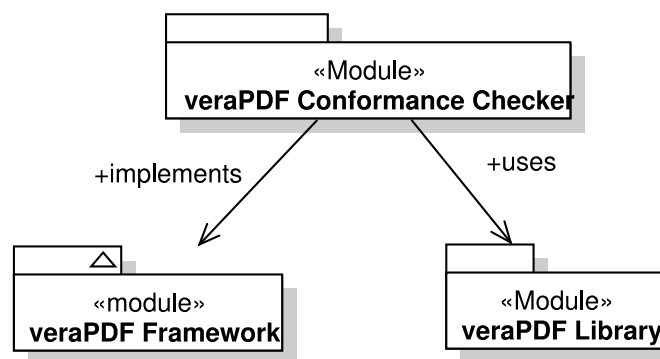 «Module»
veraPDF Conformance Checker
+implements
+uses
«module»
veraPDF Framework
«Module»
veraPDF Library